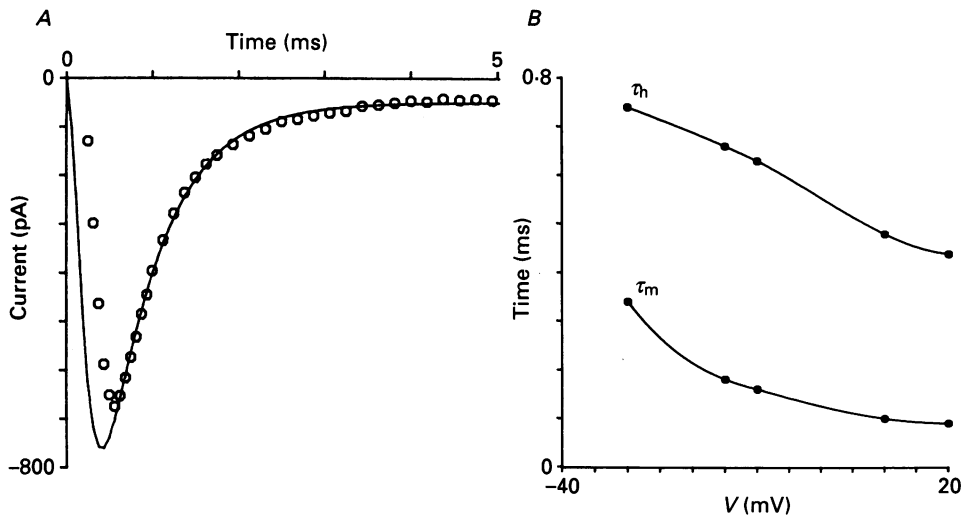 A
Time (ms)
0
5
0
Current (pA)
−800
B
0·8
τh
τm
Time (ms)
0
−40
20
V (mV)